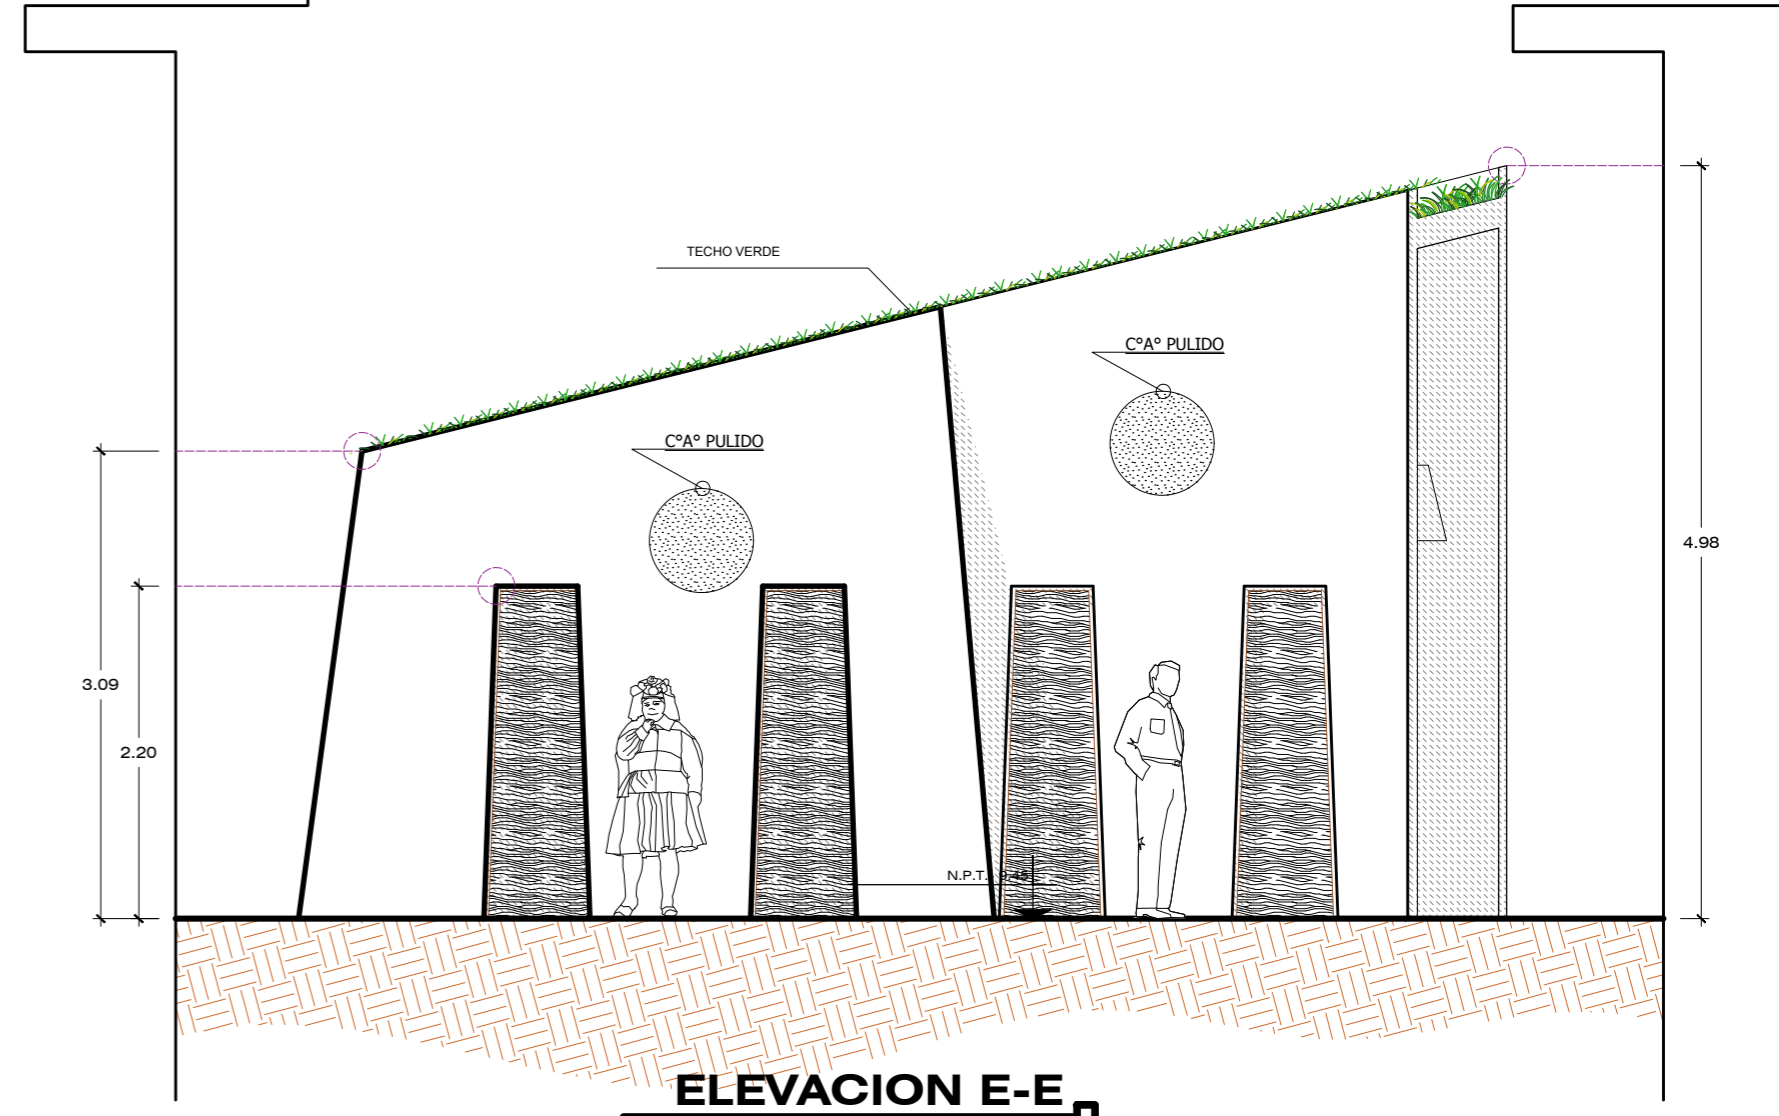 TECHO VERDE
C°A° PULIDO
C°A° PULIDO
4.98
3.09
2.20
N.P.T.
ELEVACION E-E